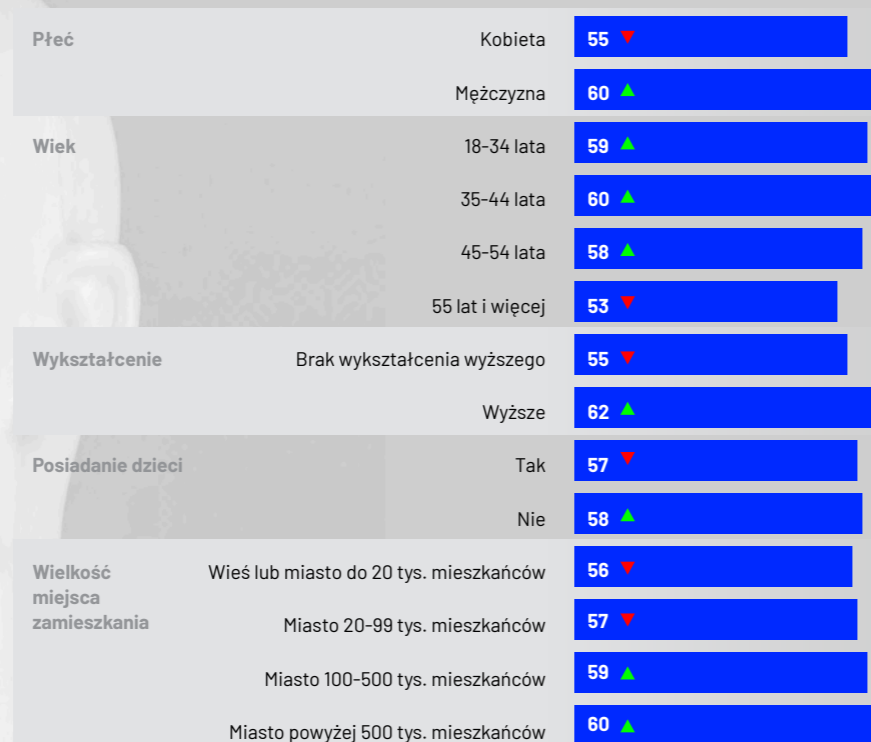 Płeć
Kobieta 55
Mężczyzna 60
Wiek
18-34 lata 59
35-44 lata 60
45-54 lata 58
55 lat i więcej 53
Wykształcenie
Brak wykształcenia wyższego 55
Wyższe 62
Posiadanie dzieci
Tak 57
Nie 58
Wielkość
miejsca
zamieszkania
Wieś lub miasto do 20 tys. mieszkańców 56
Miasto 20-99 tys. mieszkańców 57
Miasto 100-500 tys. mieszkańców 59
Miasto powyżej 500 tys. mieszkańców 60